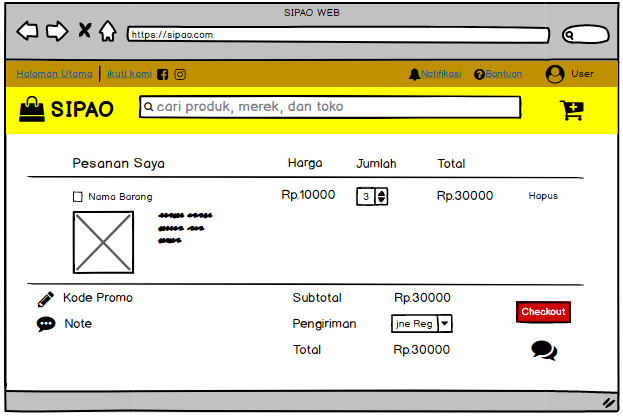 SIPAO WEB
https://sipao.com
Halaman Utama ikuti kami Notifikasi Bantuan User
SIPAO cari produk, merek, dan toko
Pesanan Saya Harga Jumlah Total
Nama Barang Rp.10000 3 Rp.30000 Hapus
Kode Promo Subtotal Rp.30000
Checkout
Note Pengiriman jne Reg
Total Rp.30000